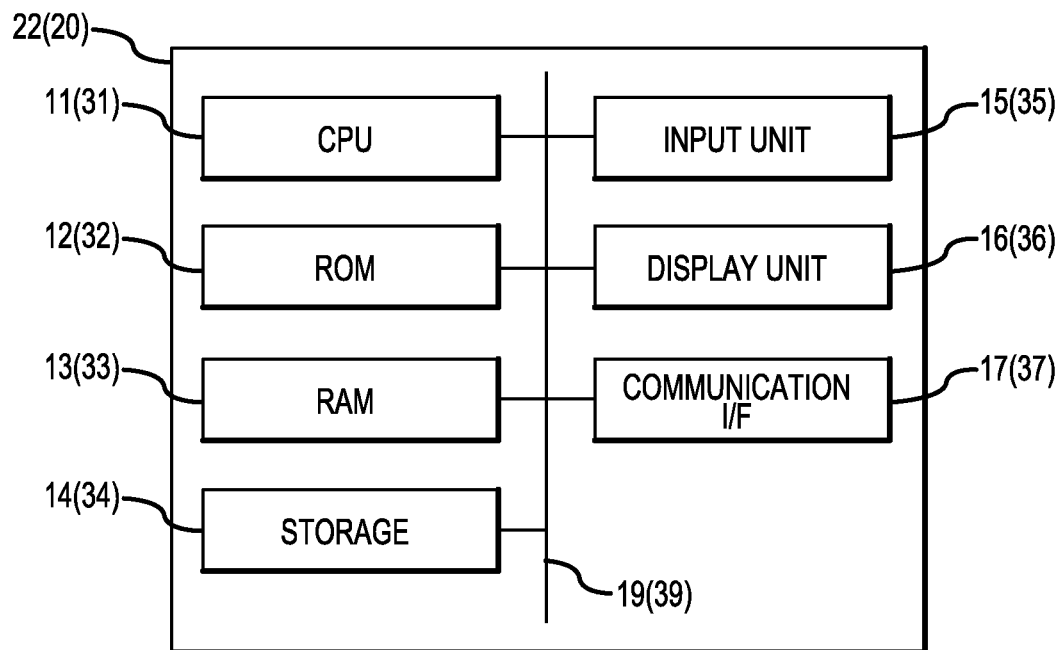 22(20)
11(31)
CPU
INPUT UNIT
15(35)
12(32)
ROM
DISPLAY UNIT
16(36)
13(33)
RAM
COMMUNICATION
I/F
17(37)
14(34)
STORAGE
19(39)